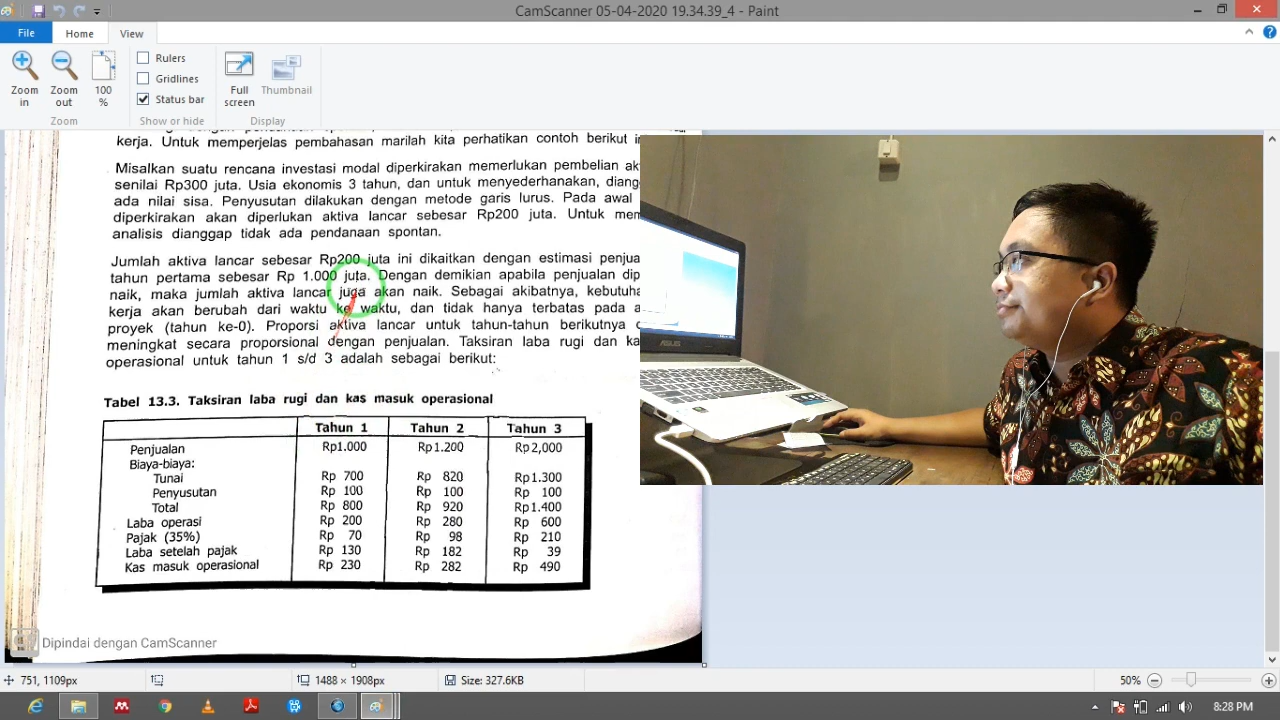 CamScanner 05-04-2020 19.34.39_4 - Paint
File Home View
Zoom in
Zoom out
100 %
Rulers
Gridlines
Status bar
Full screen
Thumbnail
Zoom
Show or hide
Display
kerja. Untuk memperjelas pembahasan marilah kita perhatikan contoh berikut
Misalkan suatu rencana investasi modal diperkirakan memerlukan pembelian
senilai Rp300 juta. Usia ekonomis 3 tahun, dan untuk menyederhanakan,
ada nilai sisa. Penyusutan dilakukan dengan metode garis lurus. Pada awal
diperkirakan akan diperlukan aktiva lancar sebesar Rp200 juta. Untuk
analisis dianggap tidak ada pendanaan spontan.
Jumlah aktiva lancar sebesar Rp200 juta ini dikaitkan dengan estimasi
tahun pertama sebesar Rp 1.000 juta. Dengan demikian apabila penjualan
naik, maka jumlah aktiva lancar juga akan naik. Sebagai akibatnya,
kerja akan berubah dari waktu ke waktu, dan tidak hanya terbatas pada
proyek (tahun ke-0). Proporsi aktiva lancar untuk tahun-tahun berikutnya
meningkat secara proporsional dengan penjualan. Taksiran laba rugi dan
operasional untuk tahun 1 s/d 3 adalah sebagai berikut:
Tabel 13.3. Taksiran laba rugi dan kas masuk operasional
Tahun 1 Tahun 2 Tahun 3
Penjualan Rp1.000 Rp1.200 Rp2,000
Biaya-biaya:
Tunai Rp 700 Rp 820 Rp1.300
Penyusutan Rp 100 Rp 100 Rp 100
Total Rp 800 Rp 920 Rp1.400
Laba operasi Rp 200 Rp 280 Rp 600
Pajak (35%) Rp 70 Rp 98 Rp 210
Laba setelah pajak Rp 130 Rp 182 Rp 39
Kas masuk operasional Rp 230 Rp 282 Rp 490
Dipindai dengan CamScanner
ASUS
751, 1109px
1488 × 1908px
Size: 327.6KB
50%
8:28 PM